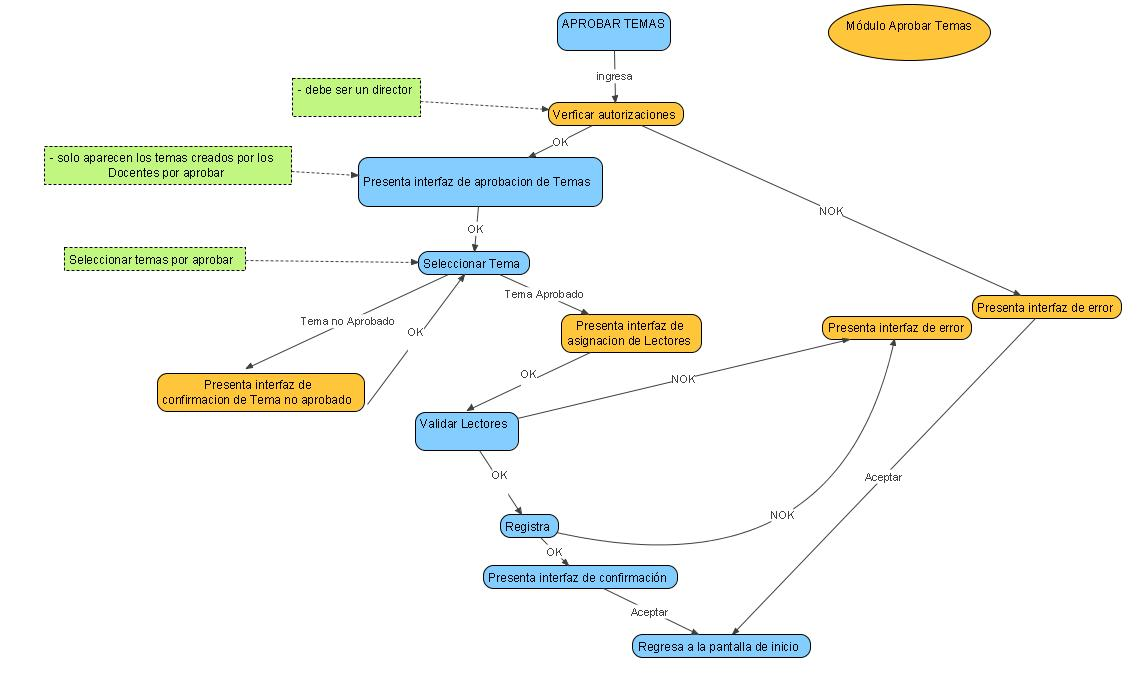 APROBAR TEMAS
Módulo Aprobar Temas
ingresa
- debe ser un director
Verficar autorizaciones
OK
- solo aparecen los temas creados por los
Docentes por aprobar
Presenta interfaz de aprobacion de Temas
NOK
OK
Seleccionar temas por aprobar
Seleccionar Tema
Tema Aprobado
Presenta interfaz de error
Tema no Aprobado
OK
Presenta interfaz de
asignacion de Lectores
Presenta interfaz de error
OK
NOK
Presenta interfaz de
confirmacion de Tema no aprobado
Validar Lectores
OK
Aceptar
NOK
Registra
OK
Presenta interfaz de confirmación
Aceptar
Regresa a la pantalla de inicio